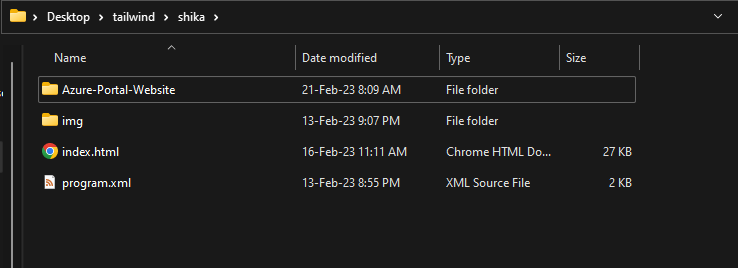 Desktop > tailwind > shika >
Name Date modified Type Size
Azure-Portal-Website 21-Feb-23 8:09 AM File folder
img 13-Feb-23 9:07 PM File folder
index.html 16-Feb-23 11:11 AM Chrome HTML Do... 27 KB
program.xml 13-Feb-23 8:55 PM XML Source File 2 KB